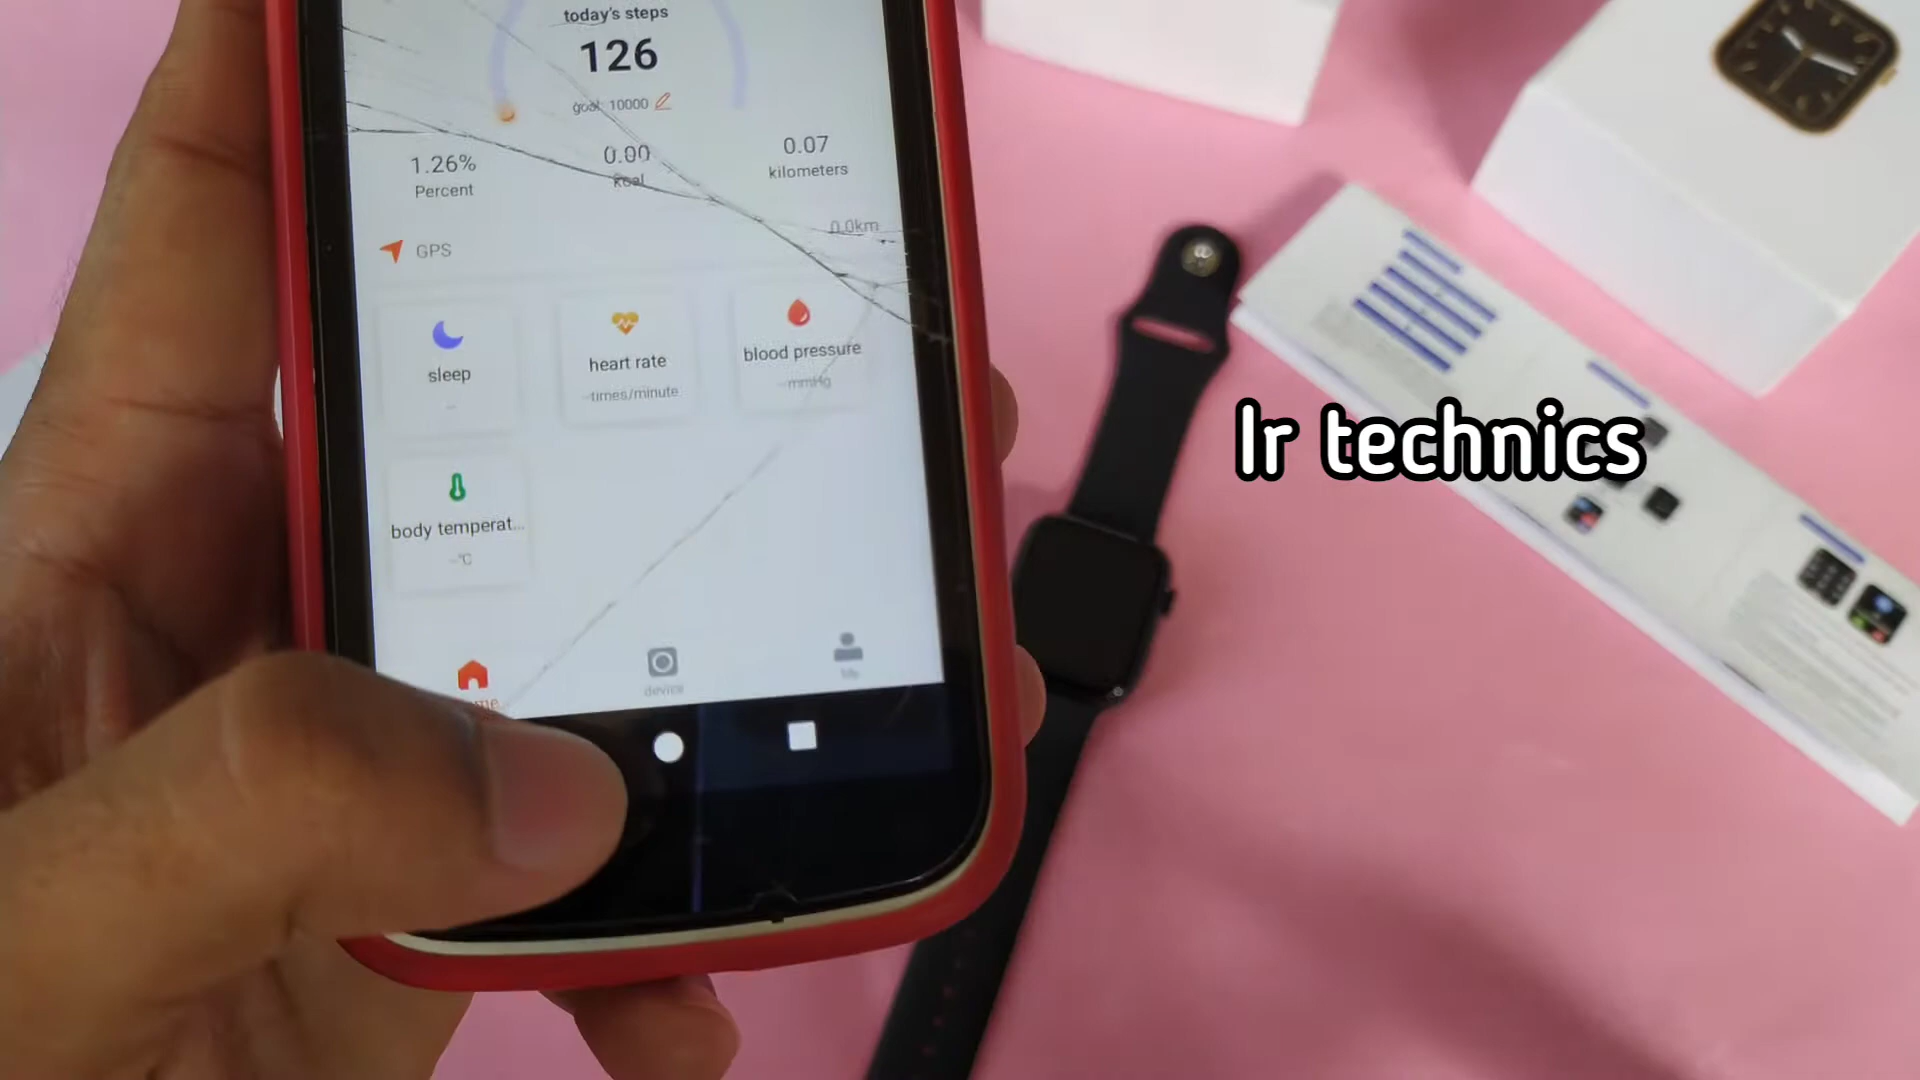 today's steps
126
goal: 10000
1.26%
Percent
0.00
kcal
0.07
kilometers
0.0km
GPS
sleep
--
heart rate
--times/minute
blood pressure
--mmHg
body temperat...
--°C
device
My
lr technics